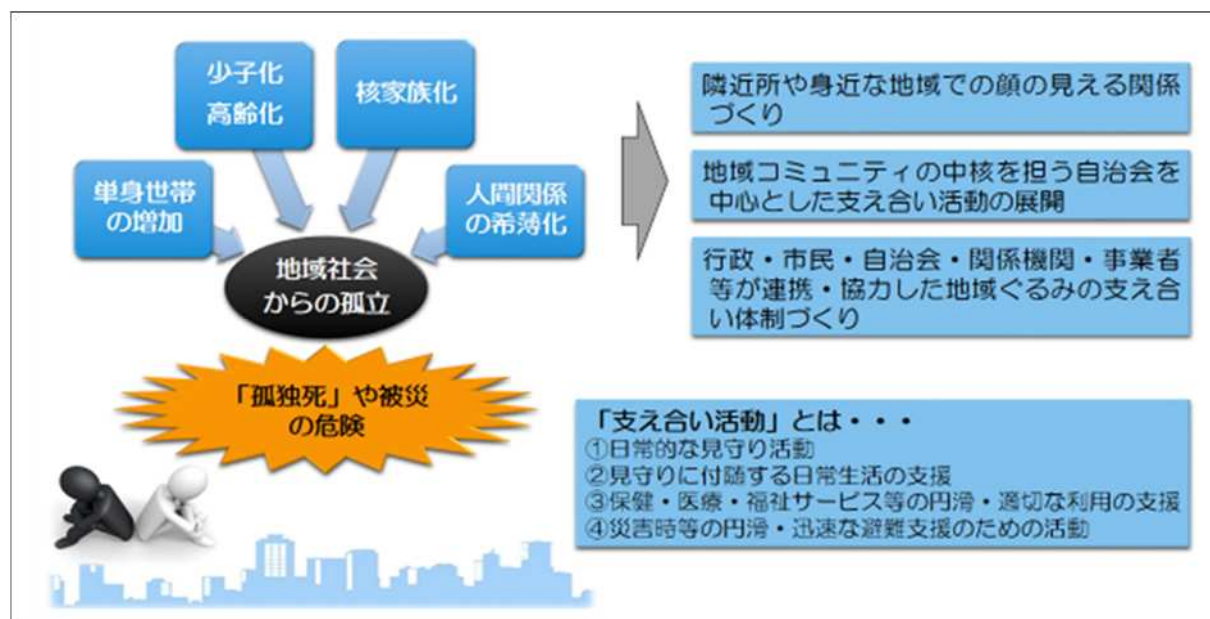 少子化
高齢化
核家族化
単身世帯
の増加
人間関係
の希薄化
地域社会
からの孤立
「孤独死」や被災
の危険
隣近所や身近な地域での顔の見える関係
づくり
地域コミュニティの中核を担う自治会を
中心とした支え合い活動の展開
行政・市民・自治会・関係機関・事業者
等が連携・協力した地域ぐるみの支え合
い体制づくり
「支え合い活動」とは・・・
①日常的な見守り活動
②見守りに付随する日常生活の支援
③保健・医療・福祉サービス等の円滑・適切な利用の支援
④災害時等の円滑・迅速な避難支援のための活動